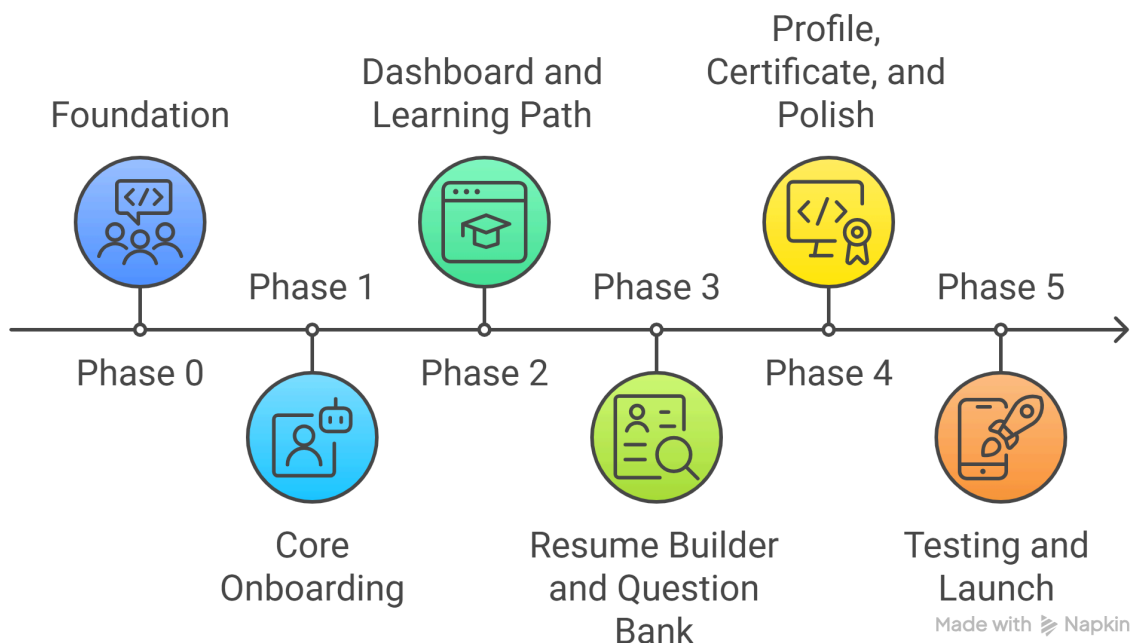 Foundation
Phase 0
Phase 1
Core
Onboarding
Dashboard and
Learning Path
Phase 2
Phase 3
Resume Builder
and Question
Bank
Profile,
Certificate, and
Polish
Phase 4
Phase 5
Testing and
Launch
Made with Napkin